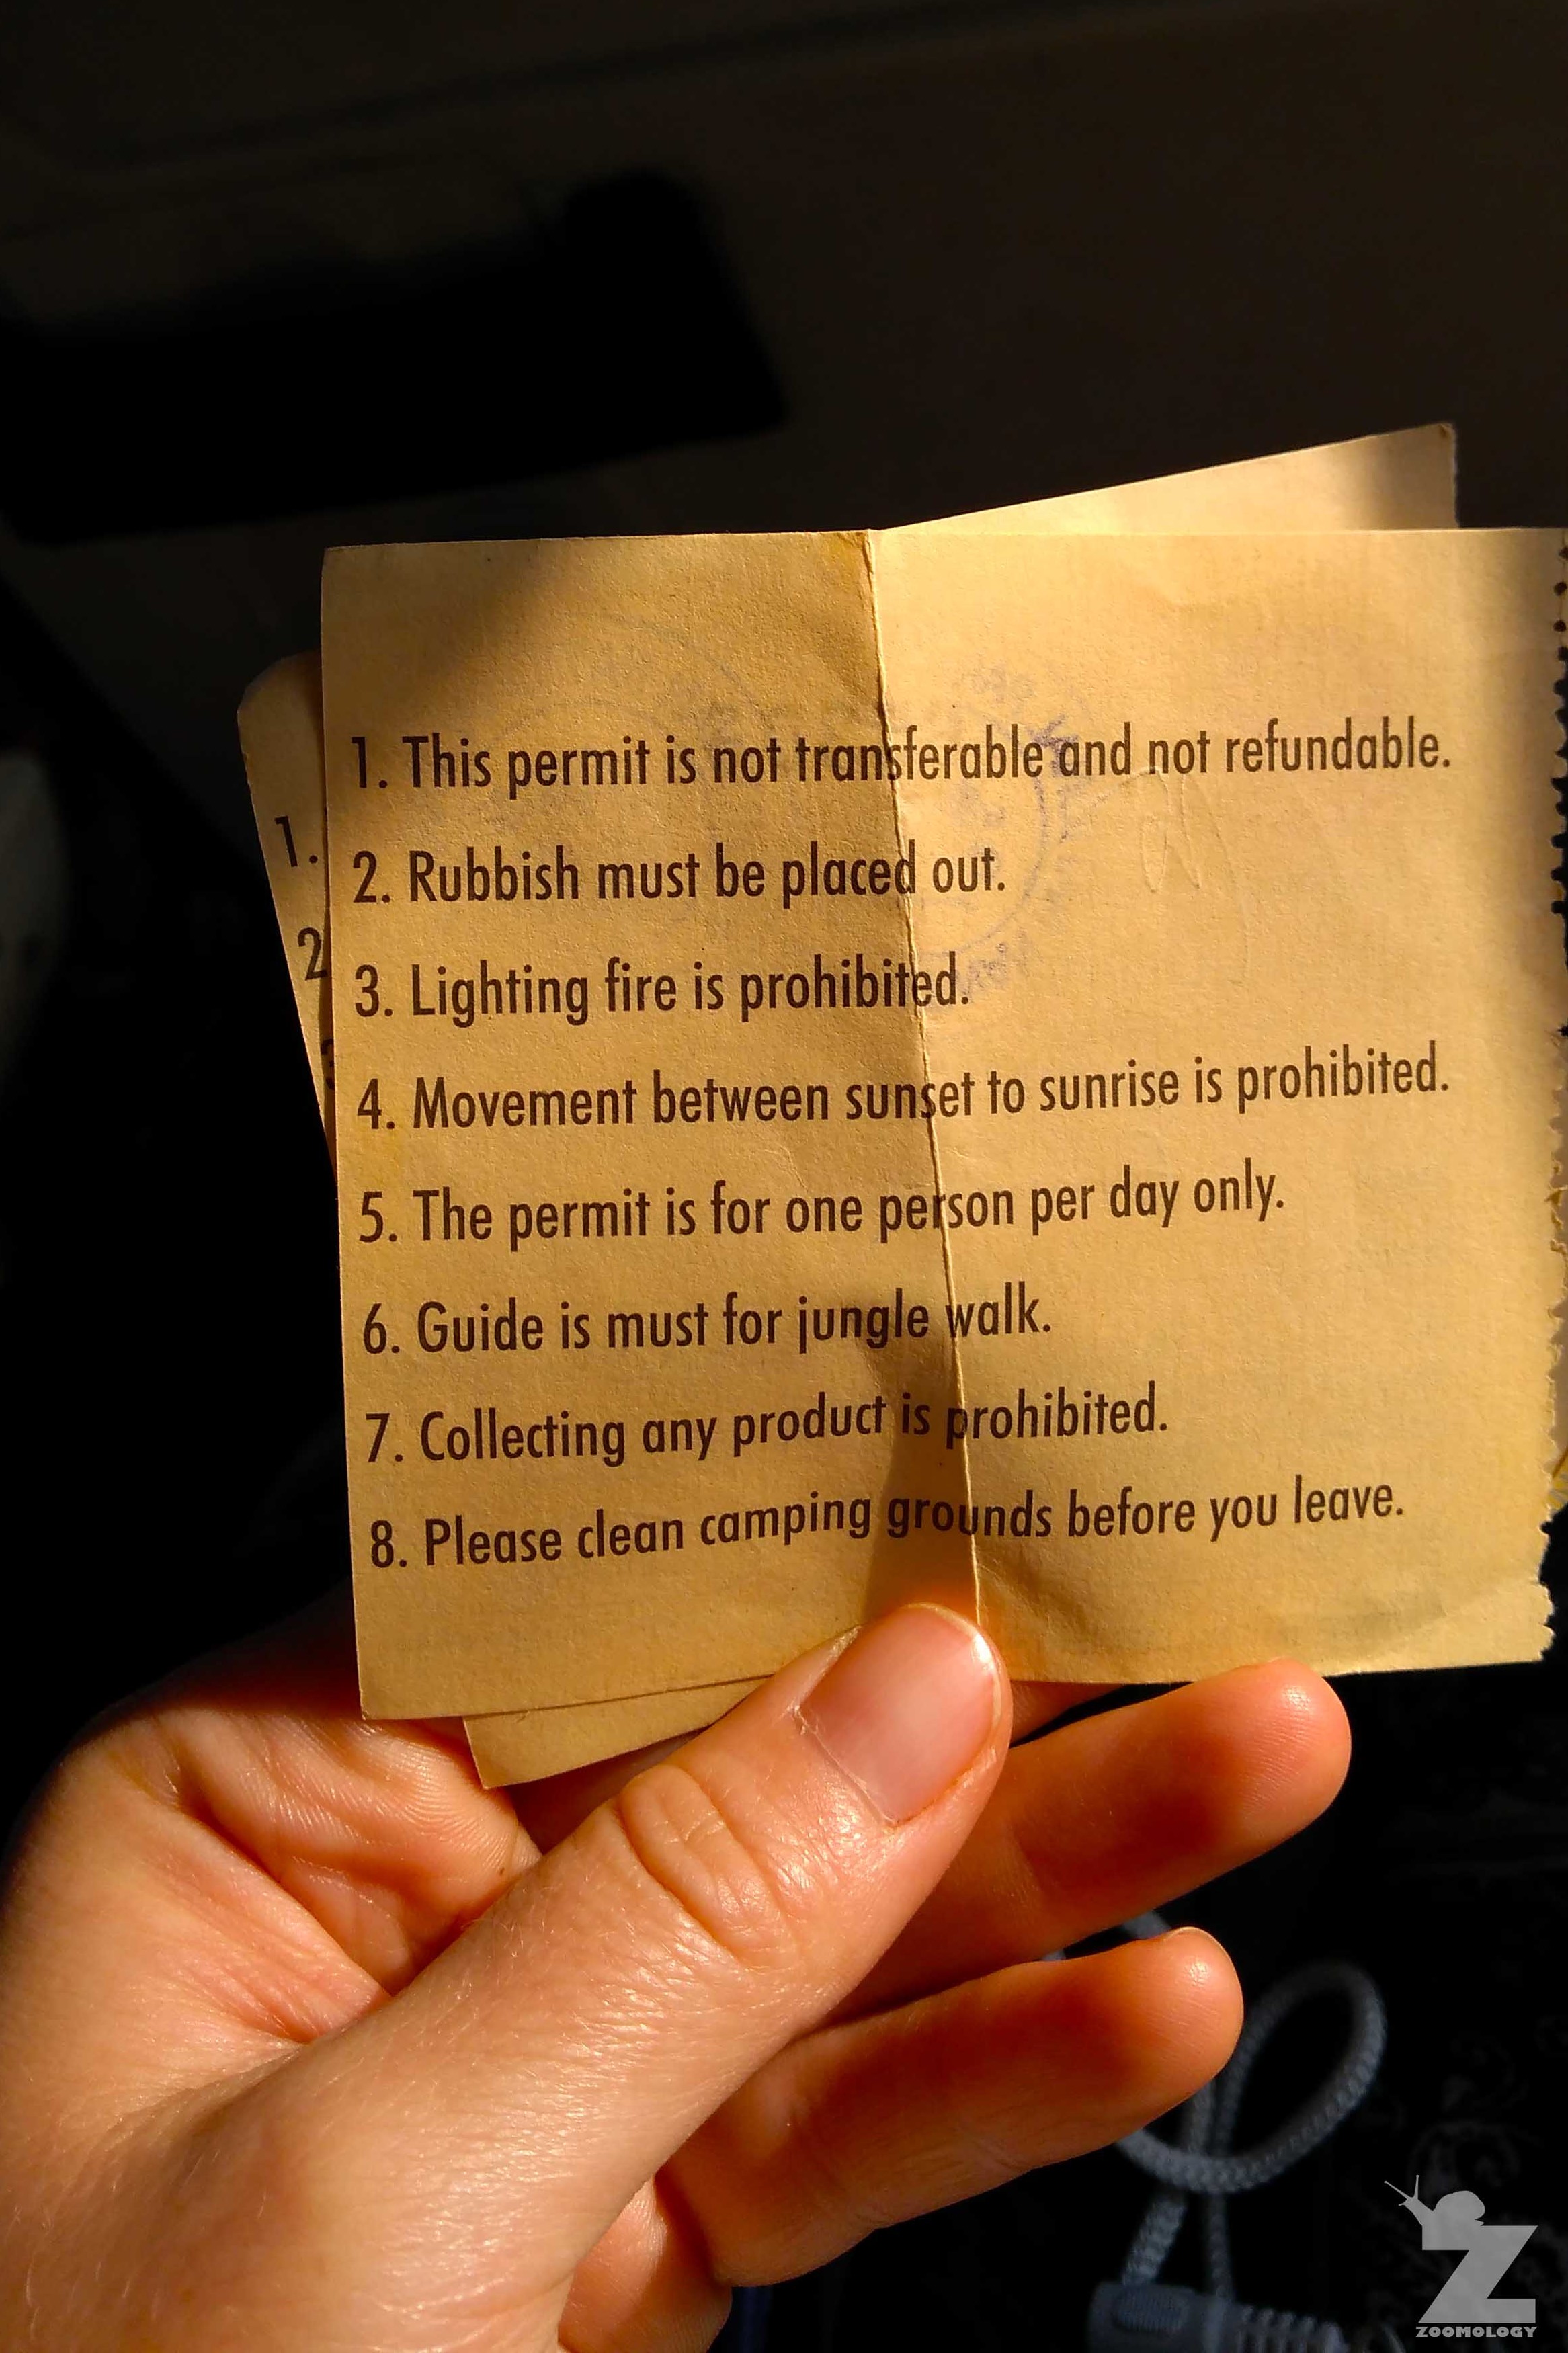 1. This permit is not transferable and not refundable.
2. Rubbish must be placed out.
3. Lighting fire is prohibited.
4. Movement between sunset to sunrise is prohibited.
5. The permit is for one person per day only.
6. Guide is must for jungle walk.
7. Collecting any product is prohibited.
8. Please clean camping grounds before you leave.
1.
2
3
Z
ZOOMOLOGY